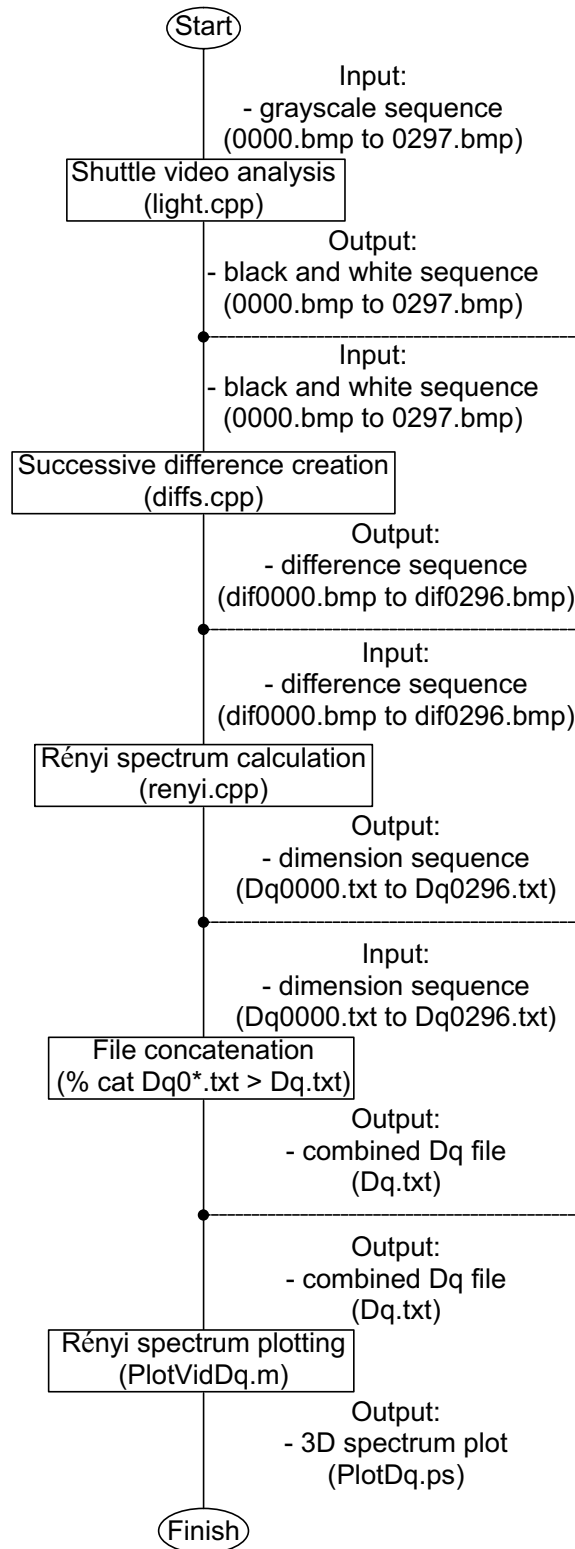 Start
Input:
- grayscale sequence
(0000.bmp to 0297.bmp)
Shuttle video analysis
(light.cpp)
Output:
- black and white sequence
(0000.bmp to 0297.bmp)
Input:
- black and white sequence
(0000.bmp to 0297.bmp)
Successive difference creation
(diffs.cpp)
Output:
- difference sequence
(dif0000.bmp to dif0296.bmp)
Input:
- difference sequence
(dif0000.bmp to dif0296.bmp)
Rényi spectrum calculation
(renyi.cpp)
Output:
- dimension sequence
(Dq0000.txt to Dq0296.txt)
Input:
- dimension sequence
(Dq0000.txt to Dq0296.txt)
File concatenation
(% cat Dq0*.txt > Dq.txt)
Output:
- combined Dq file
(Dq.txt)
Output:
- combined Dq file
(Dq.txt)
Rényi spectrum plotting
(PlotVidDq.m)
Output:
- 3D spectrum plot
(PlotDq.ps)
Finish